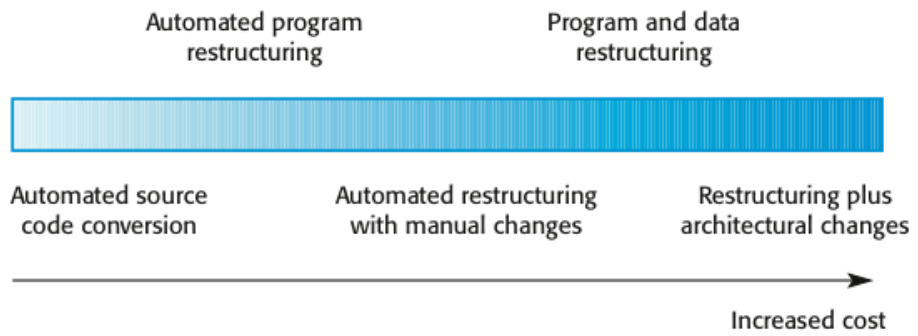 Automated program
restructuring
Program and data
restructuring
Automated source
code conversion
Automated restructuring
with manual changes
Restructuring plus
architectural changes
Increased cost